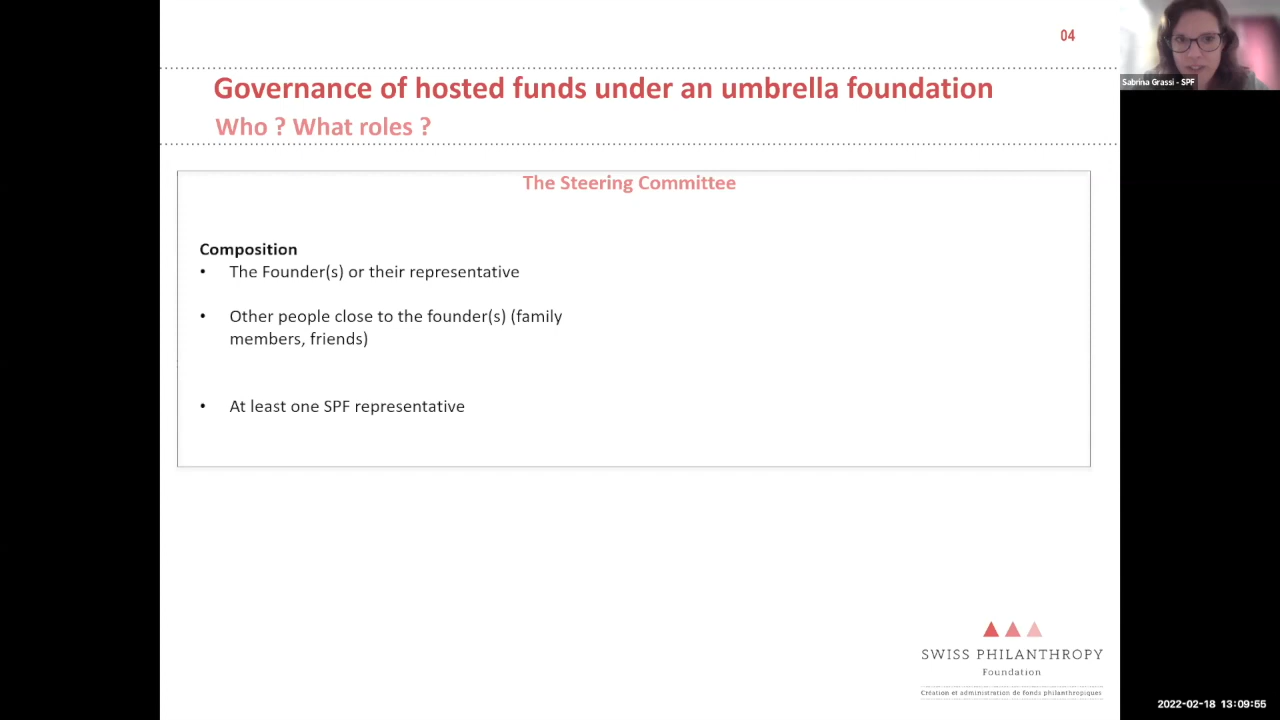 04
Sabrina Grassi - SPF
Governance of hosted funds under an umbrella foundation
Who ? What roles ?
The Steering Committee
Composition
• The Founder(s) or their representative
• Other people close to the founder(s) (family
members, friends)
• At least one SPF representative
SWISS PHILANTHROPY
Foundation
Création et administration de fonds philanthropiques
2022-02-18 13:09:55